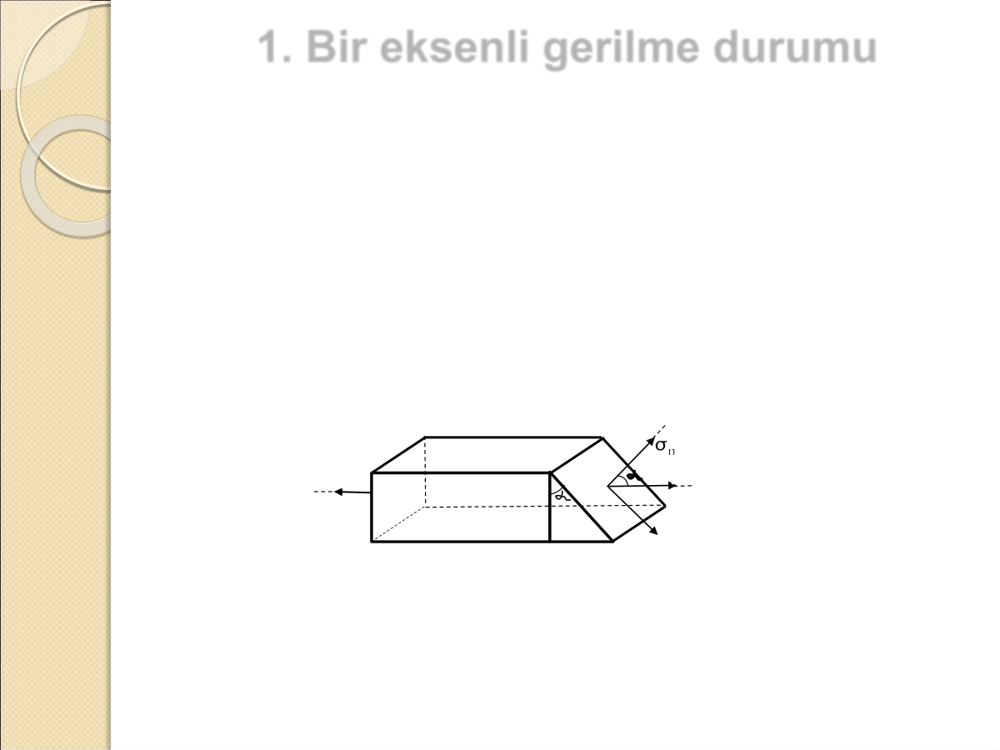 1. Bir eksenli gerilme durumu
σn
α
α